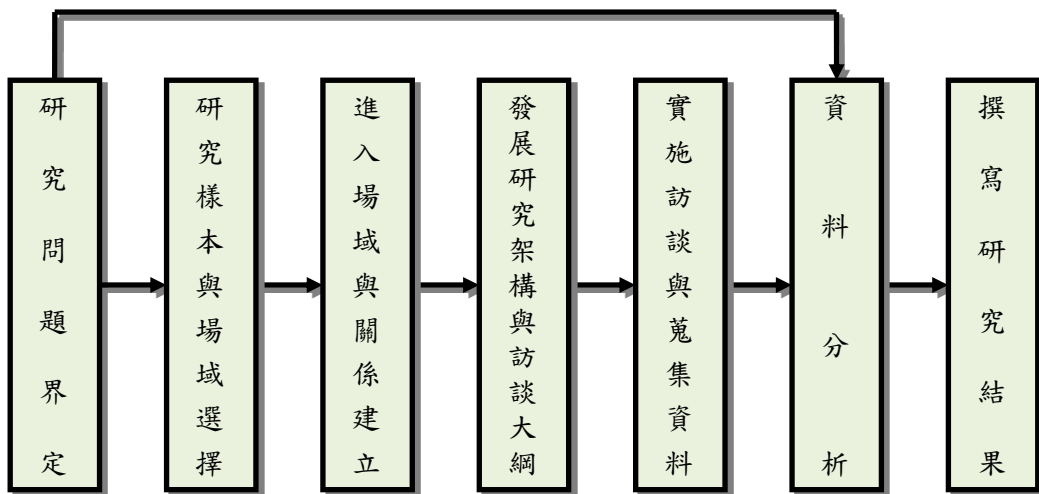 研究問題界定
研究樣本與場域選擇
進入場域與關係建立
發展研究架構與訪談大綱
實施訪談與蒐集資料
資料分析
撰寫研究結果